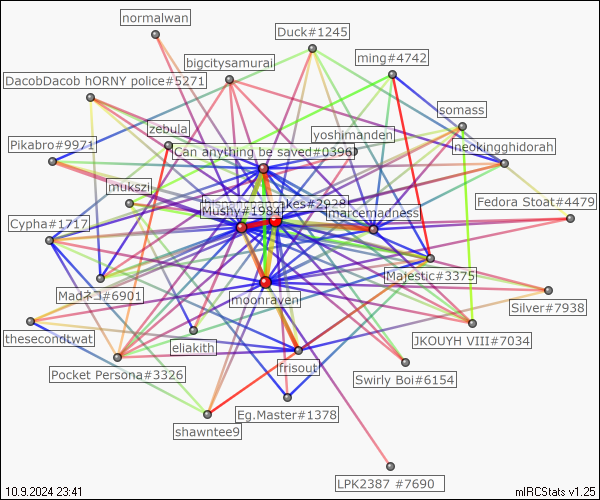 normalwan
Duck#1245
ming#4742
bigcitysamurai
DacobDacob hORNY police#5271
somass
zebula
yoshimanden
Pikabro#9971
neokingghidorah
Can anything be saved#0396
mukszi
Fedora Stoat#4479
akes#2928
Mushy#1984
marcemadness
Cypha#1717
Majestic#3375
Madネコ#6901
moonraven
Silver#7938
thesecondtwat
eliakith
JKOUYH VIII#7034
frisout
Pocket Persona#3326
Swirly Boi#6154
Eg.Master#1378
shawntee9
LPK2387 #7690
10.9.2024 23:41
mIRCStats v1.25